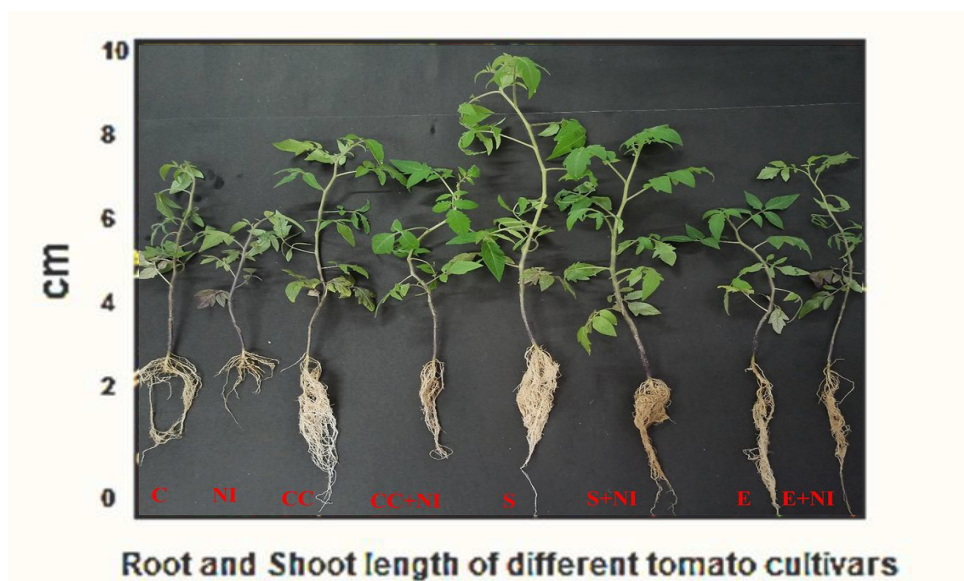 10
8
6
4
2
0
cm
C NI CC CC+NI S S+NI E E+NI
Root and Shoot length of different tomato cultivars